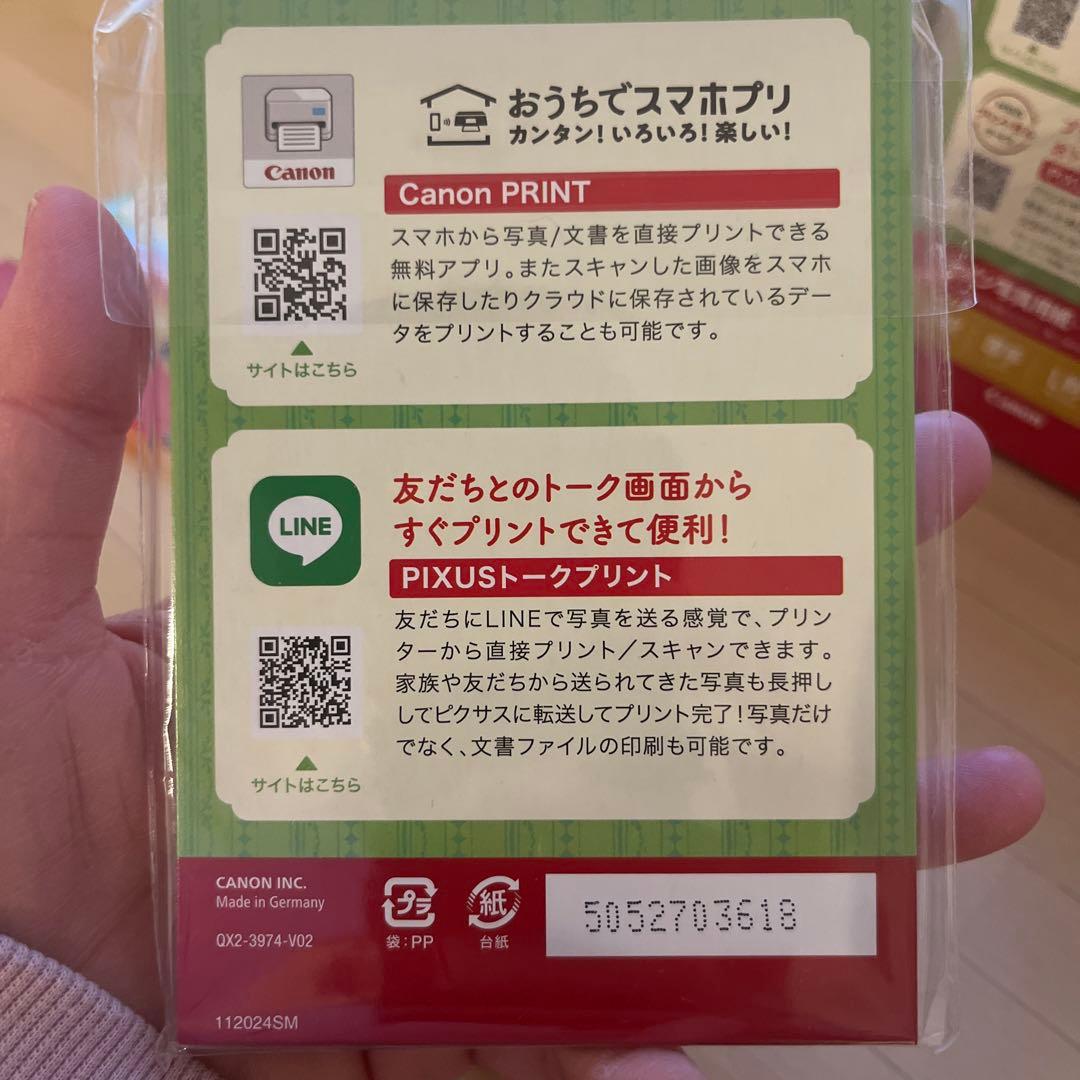 Canon
おうちでスマホプリ
カンタン!いろいろ!楽しい!
Canon PRINT
スマホから写真/文書を直接プリントできる
無料アプリ。またスキャンした画像をスマホ
に保存したりクラウドに保存されているデー
タをプリントすることも可能です。
サイトはこちら
LINE
友だちとのトーク画面から
すぐプリントできて便利!
PIXUSトークプリント
友だちにLINEで写真を送る感覚で、プリン
ターから直接プリント/スキャンできます。
家族や友だちから送られてきた写真も長押し
してピクサスに転送してプリント完了!写真だけ
でなく、文書ファイルの印刷も可能です。
サイトはこちら
CANON INC.
Made in Germany
QX2-3974-V02
プラ
袋:PP
紙
台紙
5052703618
112024SM
Canon